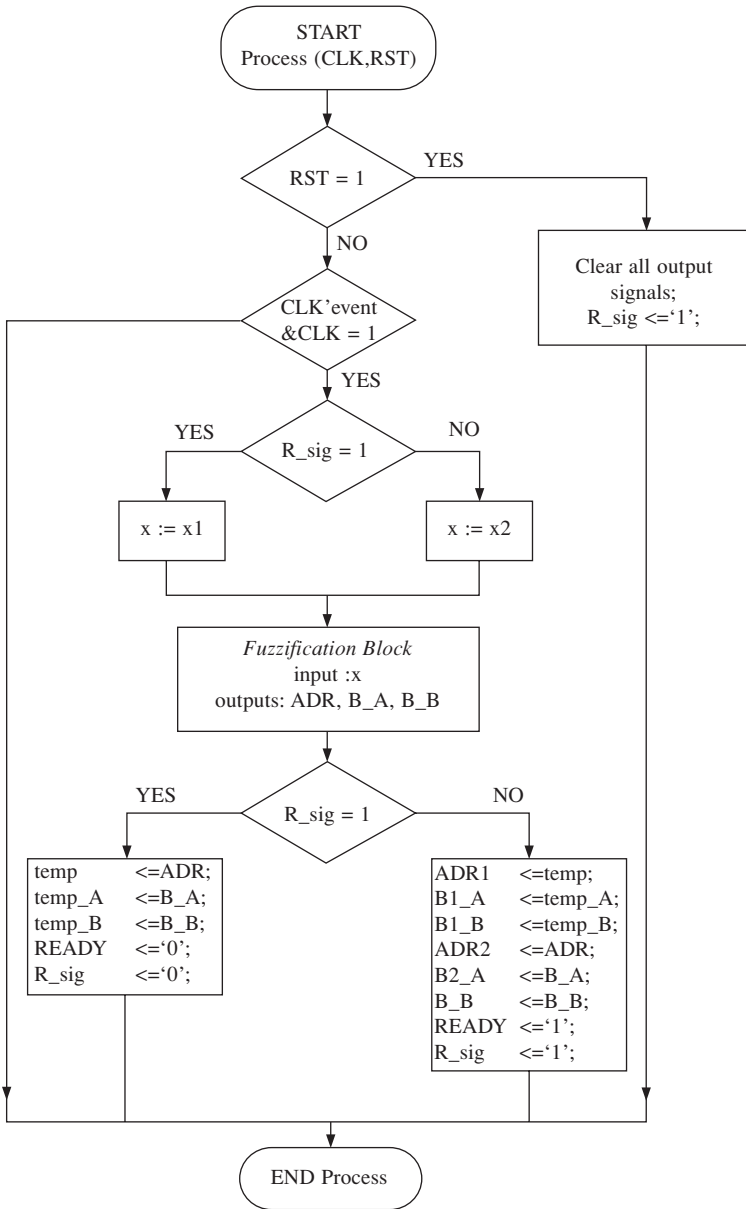 START
Process (CLK,RST)
RST = 1
YES
NO
Clear all output
signals;
R_sig <=‘1’;
CLK’event
&CLK = 1
YES
R_sig = 1
YES
NO
x := x1
x := x2
Fuzzification Block
input :x
outputs: ADR, B_A, B_B
R_sig = 1
YES
NO
temp <=ADR;
temp_A <=B_A;
temp_B <=B_B;
READY <=‘0’;
R_sig <=‘0’;
ADR1 <=temp;
B1_A <=temp_A;
B1_B <=temp_B;
ADR2 <=ADR;
B2_A <=B_A;
B_B <=B_B;
READY <=‘1’;
R_sig <=‘1’;
END Process